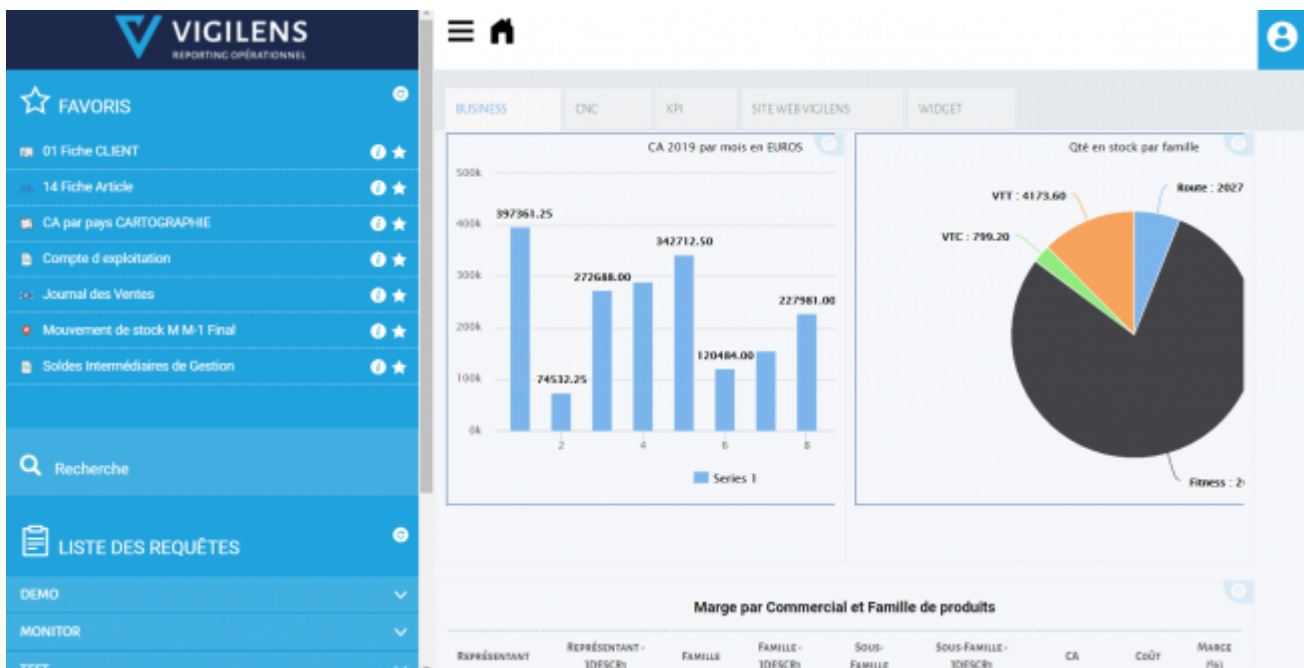 VIGILENS
REPORTING OPÉRATIONNEL
FAVORIS
01 Fiche CLIENT
14 Fiche Article
CA par pays CARTOGRAPHIE
Compte d exploitation
Journal des Ventes
Mouvement de stock M M-1 Final
Soldes Intermédiaires de Gestion
Recherche
LISTE DES REQUÊTES
DEMO
MONITOR
TEST
BUSINESS CNC KPI SITE WEB VIGILENS WIDGET
CA 2019 par mois en EUROS
500k
400k
300k
200k
100k
0k
397361.25
74532.25
272688.00
342712.50
120484.00
227981.00
2 4 6 8
Series 1
Qté en stock par famille
VTT : 4173.60
Route : 2027
VTC : 799.20
Fitness : 2
Marge par Commercial et Famille de produits
REPRÉSENTANT
REPRÉSENTANT - 1DESCR1
FAMILLE
FAMILLE - 1DESCR1
SOUS-FAMILLE
SOUS-FAMILLE - 1DESCR1
CA
COÛT
MARGE